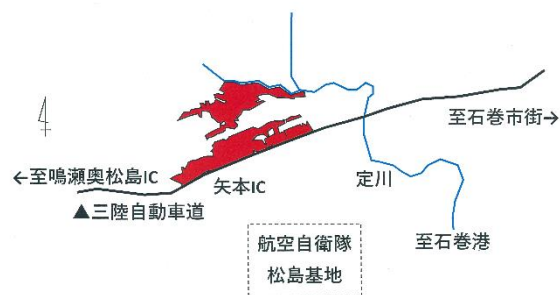 至石巻市街→
←至鳴瀬奥松島IC
矢本IC
定川
▲三陸自動車道
航空自衛隊
松島基地
至石巻港